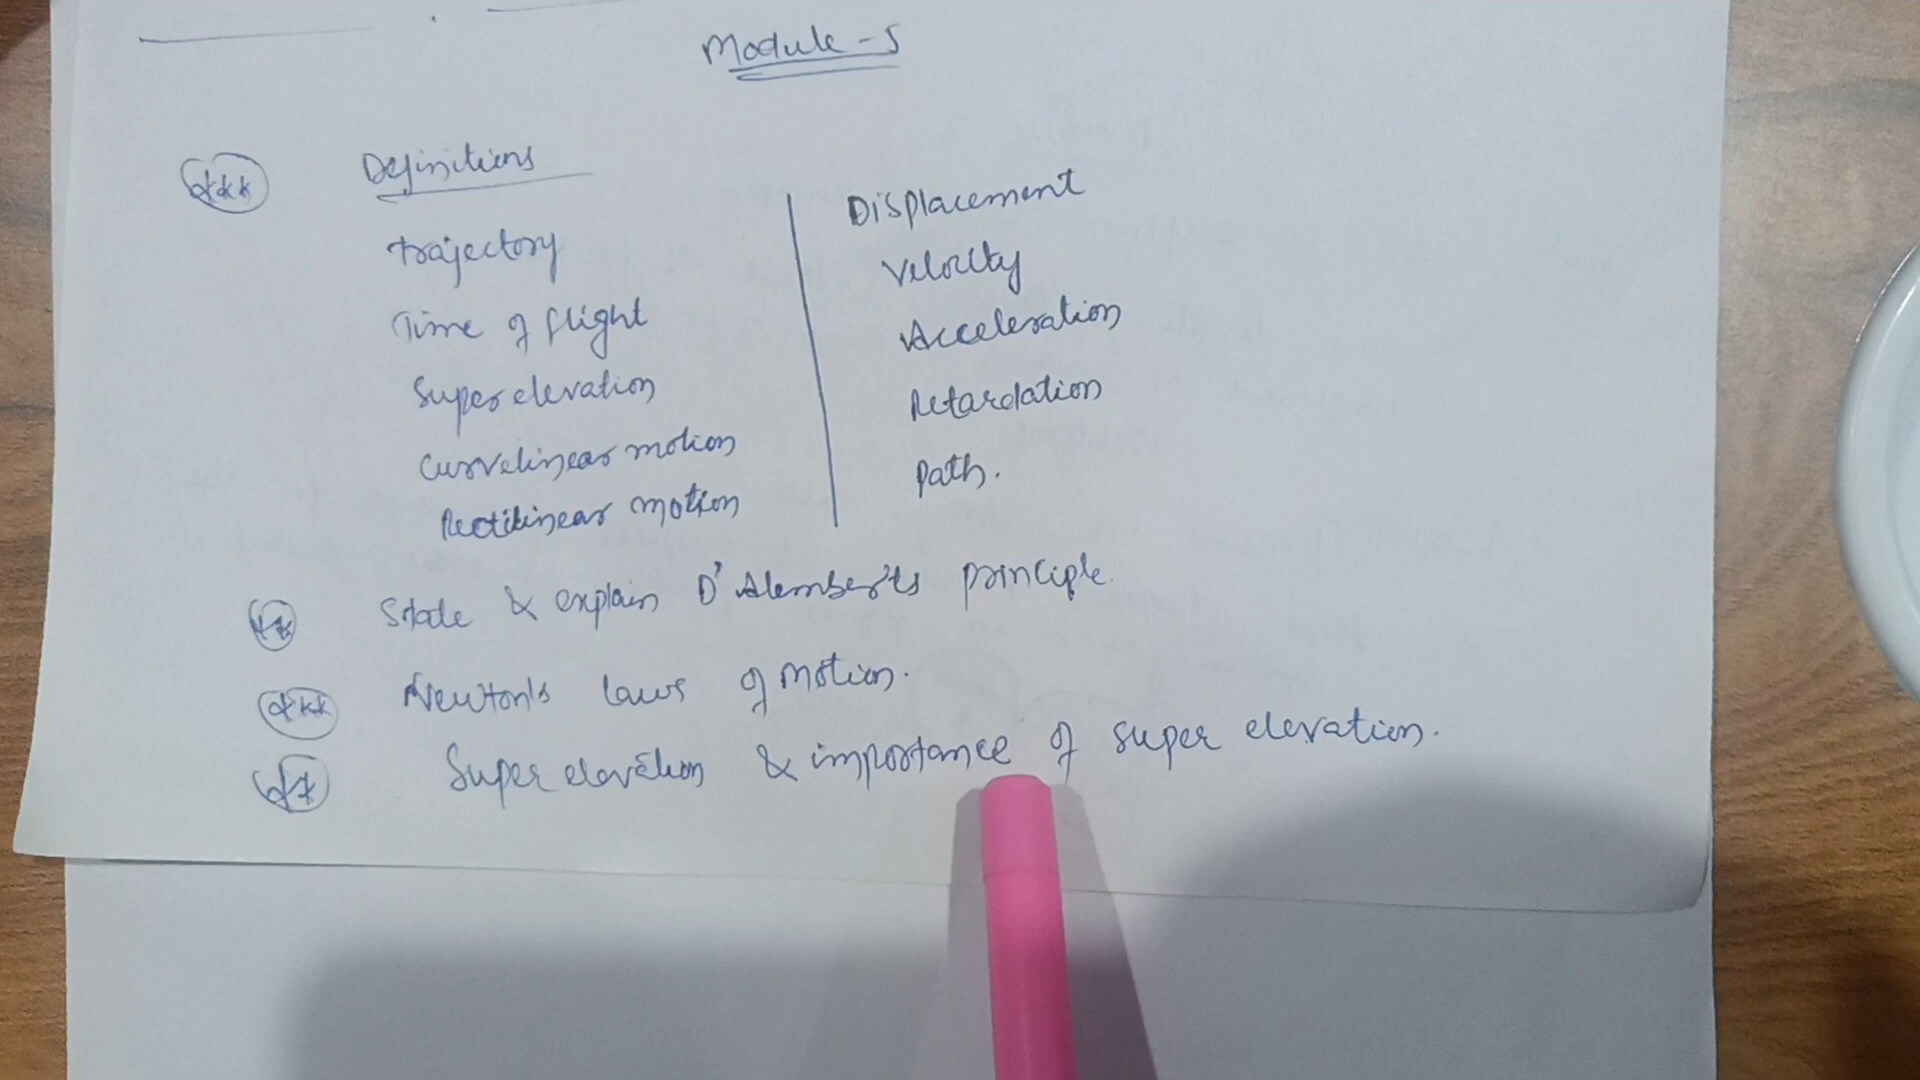 Module - 5
*** Definitions
Trajectory
Time of flight
Super elevation
Curvelinear motion
Rectilinear motion
Displacement
Velocity
Acceleration
Retardation
Path.
** State & explain D'Alembert's principle.
*** Newton's laws of motion.
** Super elevation & importance of super elevation.